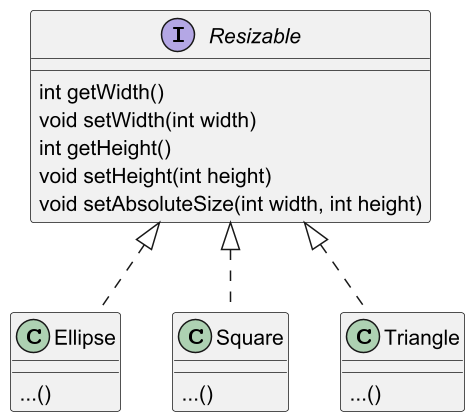 I Resizable
int getWidth()
void setWidth(int width)
int getHeight()
void setHeight(int height)
void setAbsoluteSize(int width, int height)
C Ellipse
...()
C Square
...()
C Triangle
...()